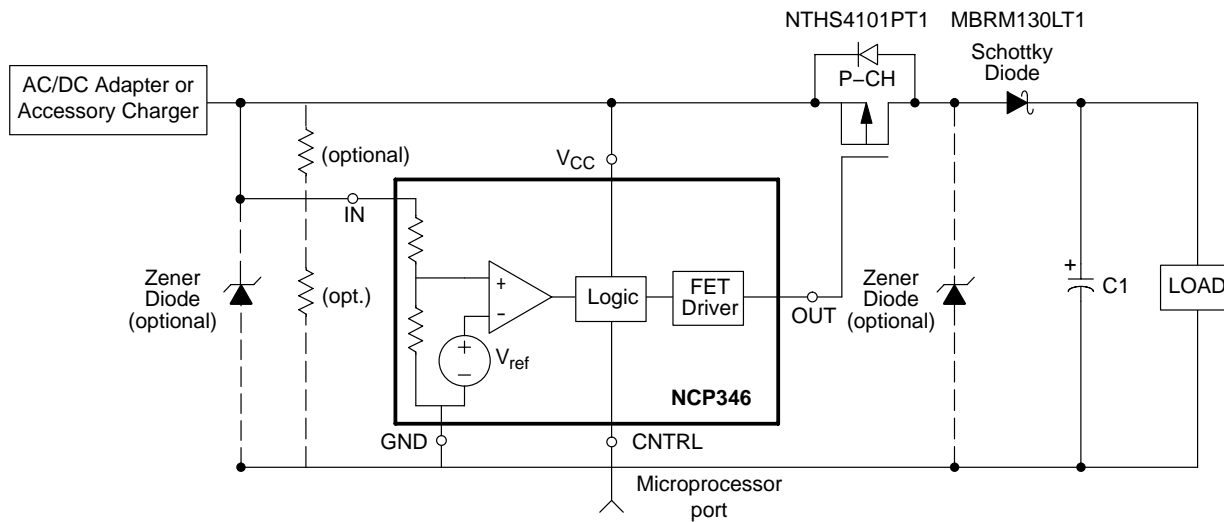 NTHS4101PT1 MBRM130LT1
AC/DC Adapter or
Accessory Charger
P–CH
Schottky
Diode
(optional)
VCC
IN
Zener
Diode
(optional)
(opt.)
+
–
+
–
Vref
Logic
FET
Driver
OUT
Zener
Diode
(optional)
+
C1
LOAD
NCP346
GND
CNTRL
Microprocessor
port